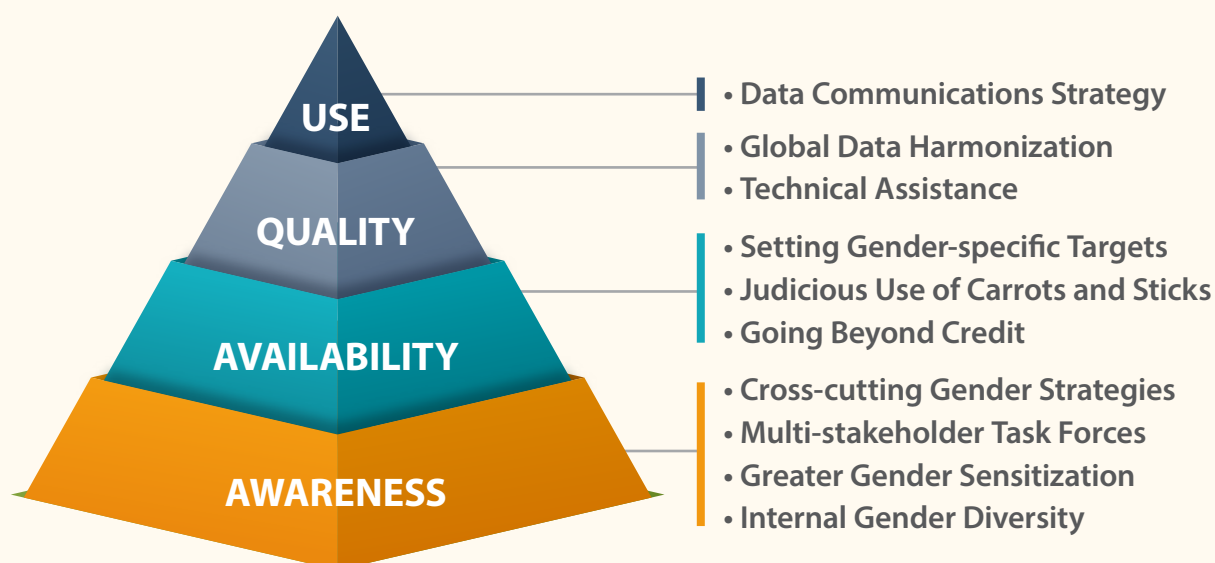 USE
• Data Communications Strategy
QUALITY
• Global Data Harmonization
• Technical Assistance
AVAILABILITY
• Setting Gender-specific Targets
• Judicious Use of Carrots and Sticks
• Going Beyond Credit
AWARENESS
• Cross-cutting Gender Strategies
• Multi-stakeholder Task Forces
• Greater Gender Sensitization
• Internal Gender Diversity